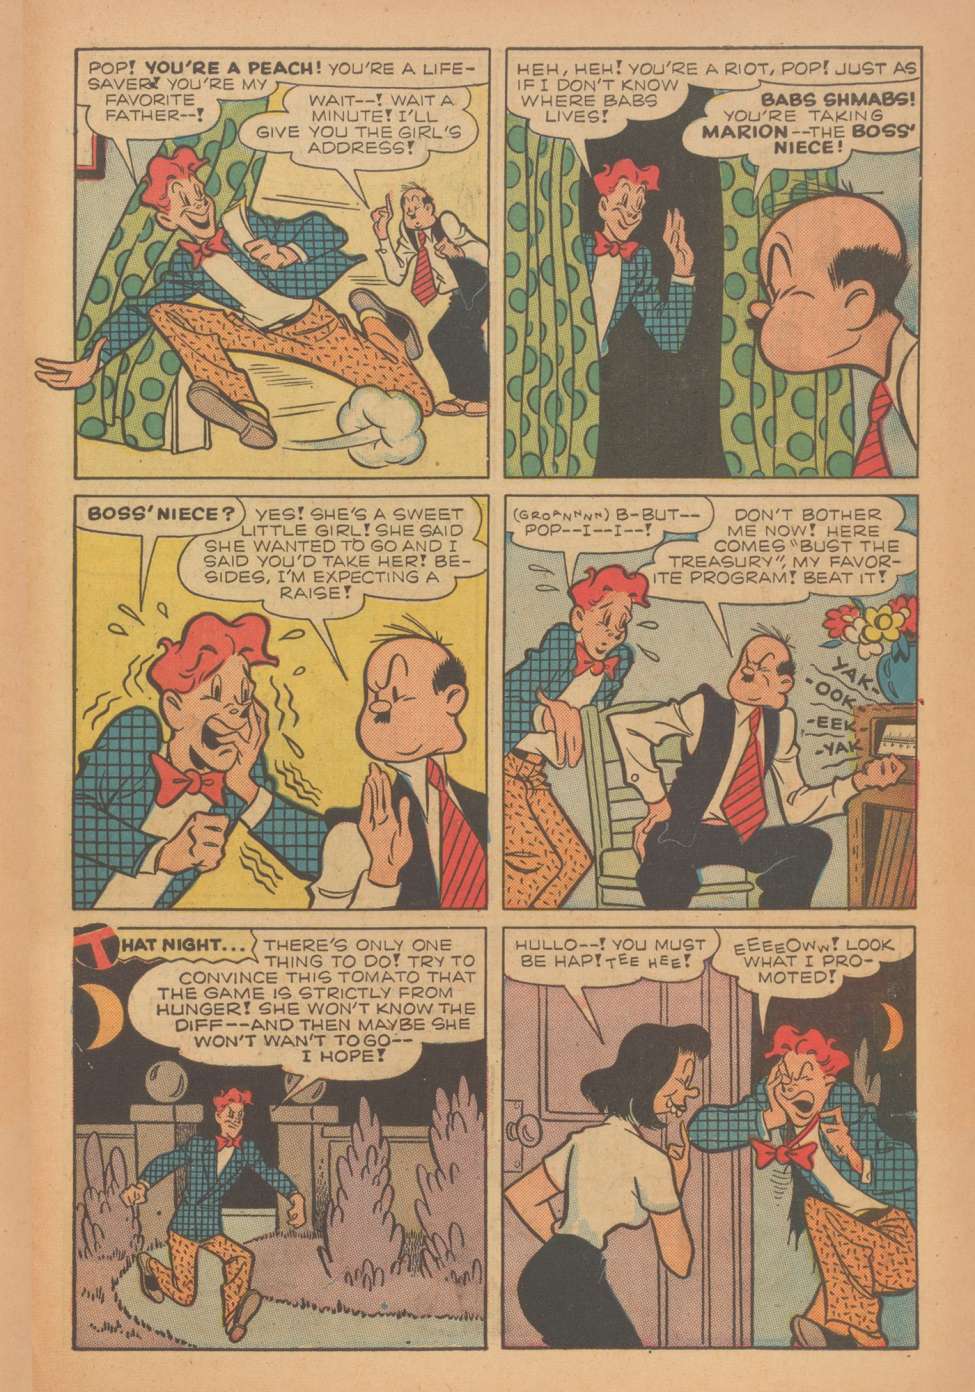 POP! YOU'RE A PEACH! YOU'RE A LIFE-
SAVER! YOU'RE MY
FAVORITE
FATHER--!
WAIT--! WAIT A
MINUTE! I'LL
GIVE YOU THE GIRL'S
ADDRESS!
HEH, HEH! YOU'RE A RIOT, POP! JUST AS
IF I DON'T KNOW
WHERE BABS
LIVES!
BABS SHMABS!
YOU'RE TAKING
MARION--THE BOSS'
NIECE!
BOSS' NIECE?
YES! SHE'S A SWEET
LITTLE GIRL! SHE SAID
SHE WANTED TO GO AND I
SAID YOU'D TAKE HER! BE-
SIDES, I'M EXPECTING A
RAISE!
(GROANNNN) B-BUT--
POP--I--I--!
DON'T BOTHER
ME NOW! HERE
COMES "BUST THE
TREASURY", MY FAVOR-
ITE PROGRAM! BEAT IT!
YAK-
-OOK
-EEK
-YAK
THAT NIGHT...
THERE'S ONLY ONE
THING TO DO! TRY TO
CONVINCE THIS TOMATO THAT
THE GAME IS STRICTLY FROM
HUNGER! SHE WON'T KNOW THE
DIFF--AND THEN MAYBE SHE
WON'T WAN'T TO GO--
I HOPE!
HULLO--! YOU MUST
BE HAP! TEE HEE!
EEEEOWW! LOOK
WHAT I PRO-
MOTED!